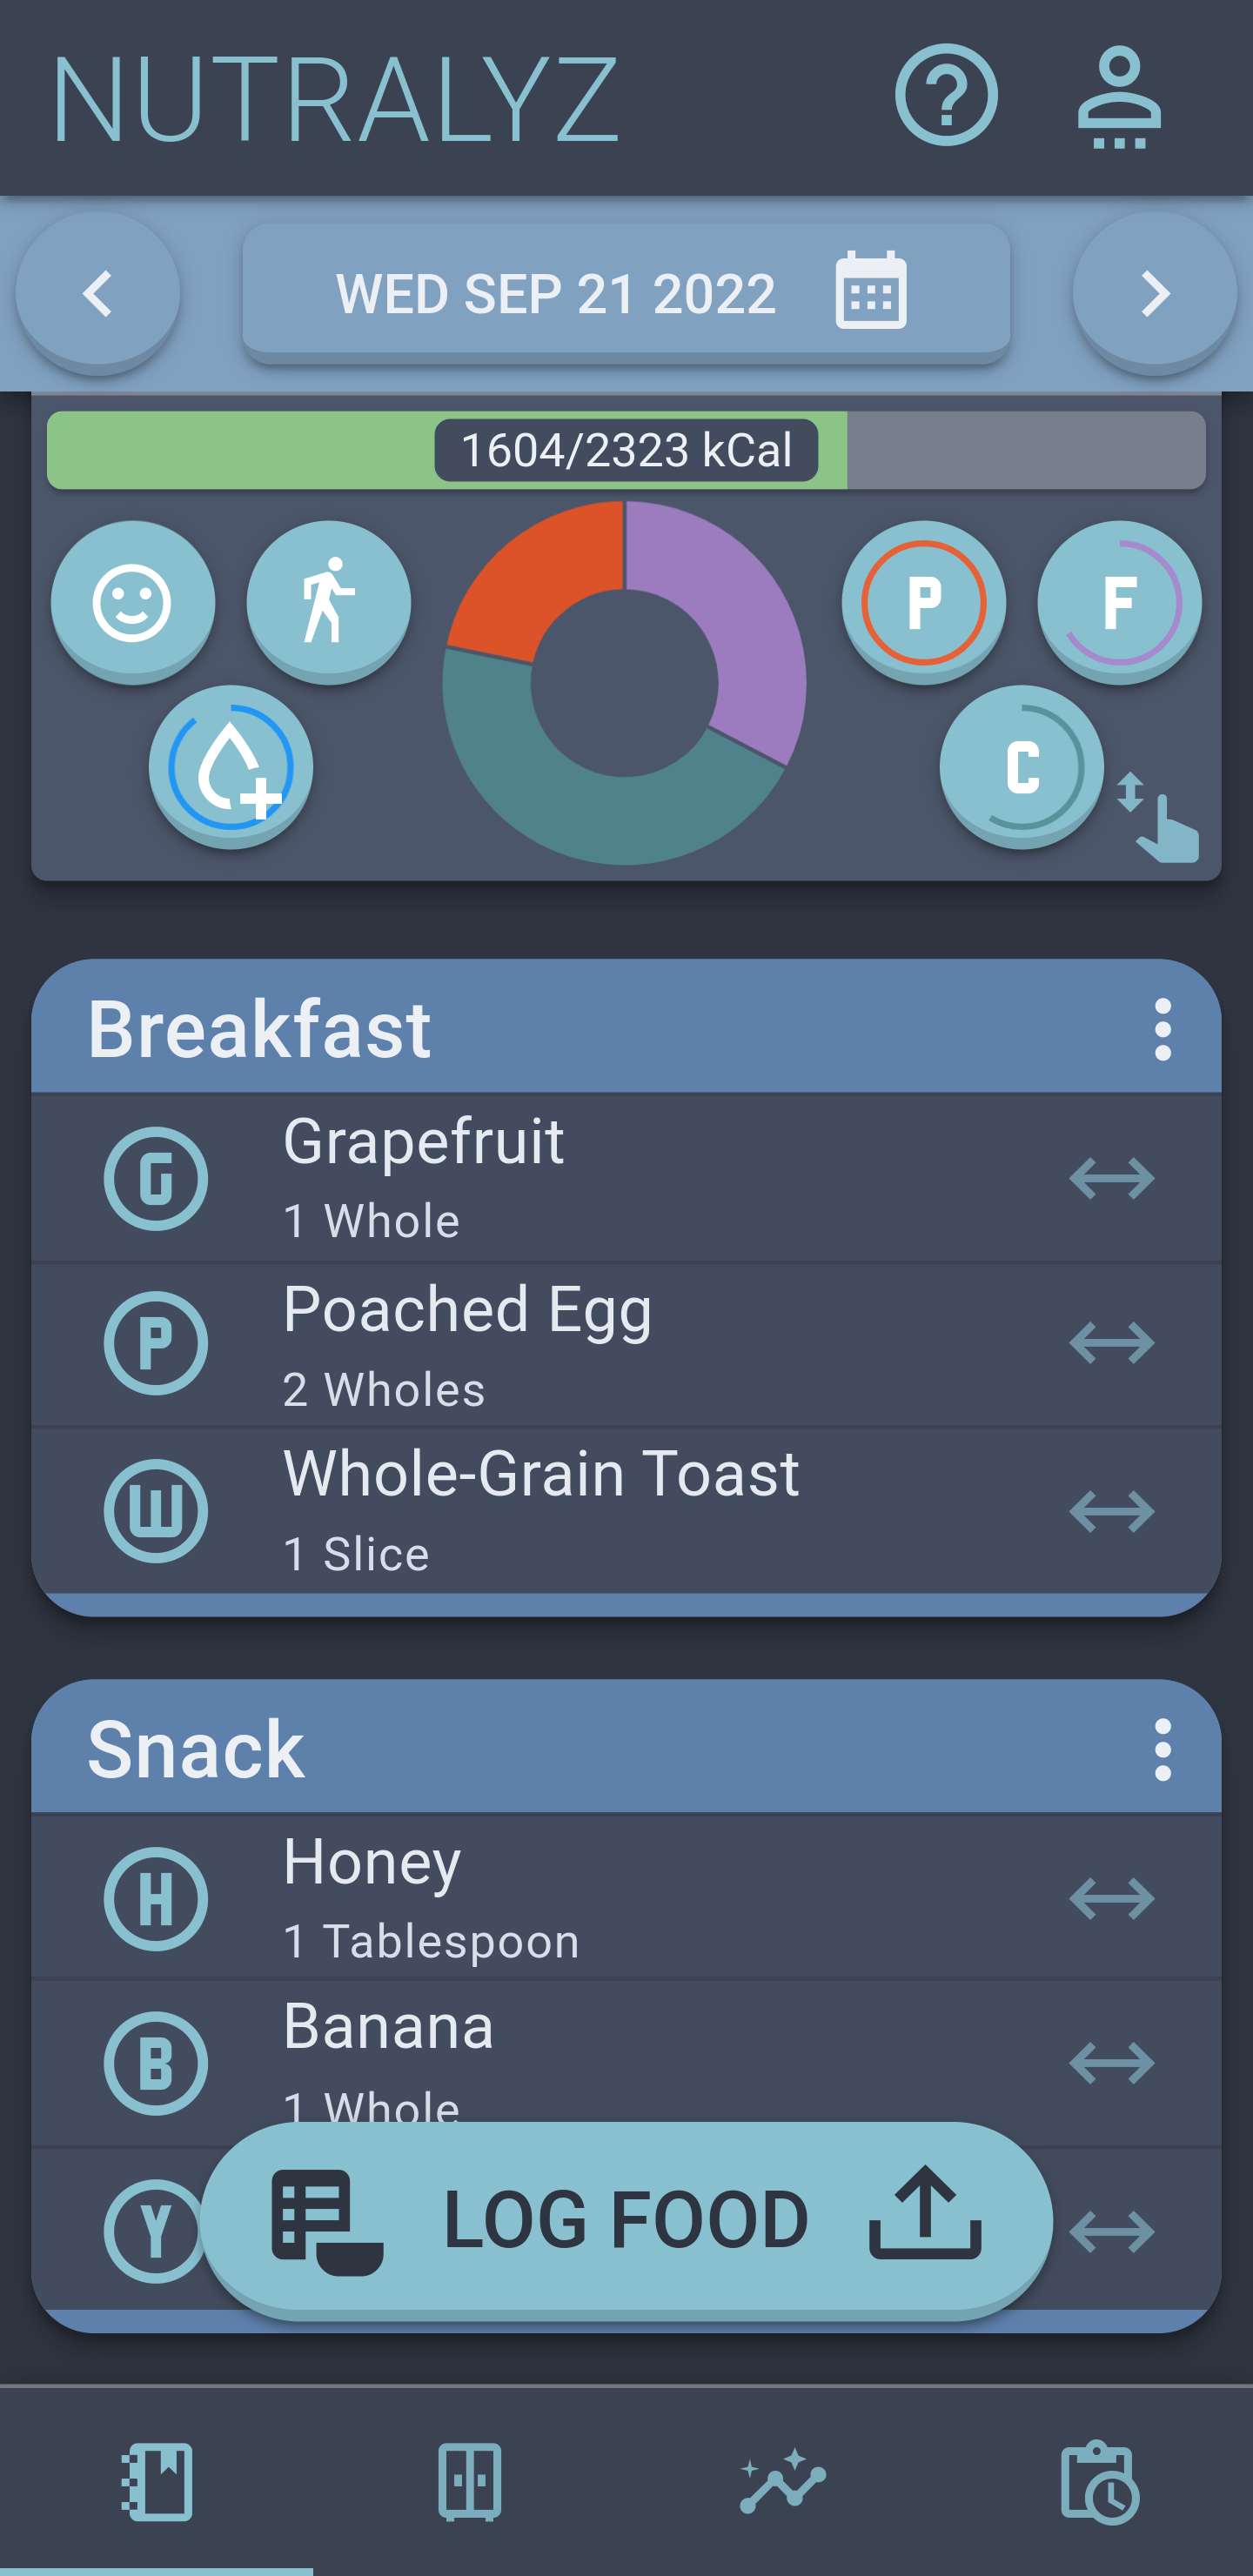 NUTRALYZ
WED SEP 21 2022
1604/2323 kCal
P
F
C
Breakfast
G
Grapefruit
1 Whole
P
Poached Egg
2 Wholes
W
Whole-Grain Toast
1 Slice
Snack
H
Honey
1 Tablespoon
B
Banana
1 Whole
Y
LOG FOOD